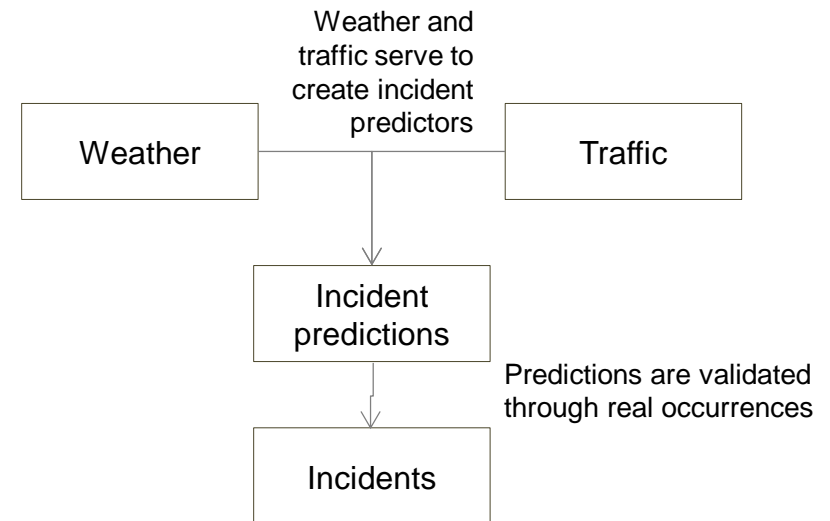 Weather and
traffic serve to
create incident
predictors
Weather
Traffic
Incident
predictions
Predictions are validated
through real occurrences
Incidents